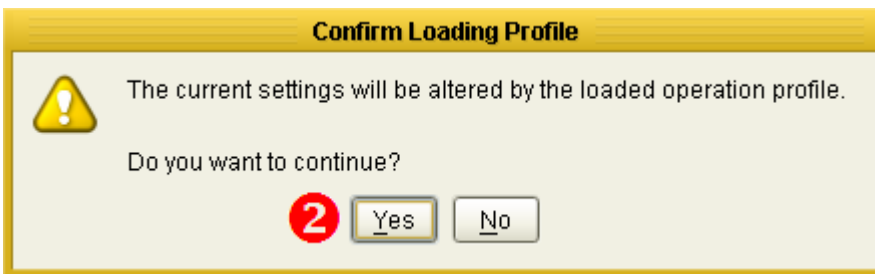 Confirm Loading Profile
The current settings will be altered by the loaded operation profile.
Do you want to continue?
2 Yes No